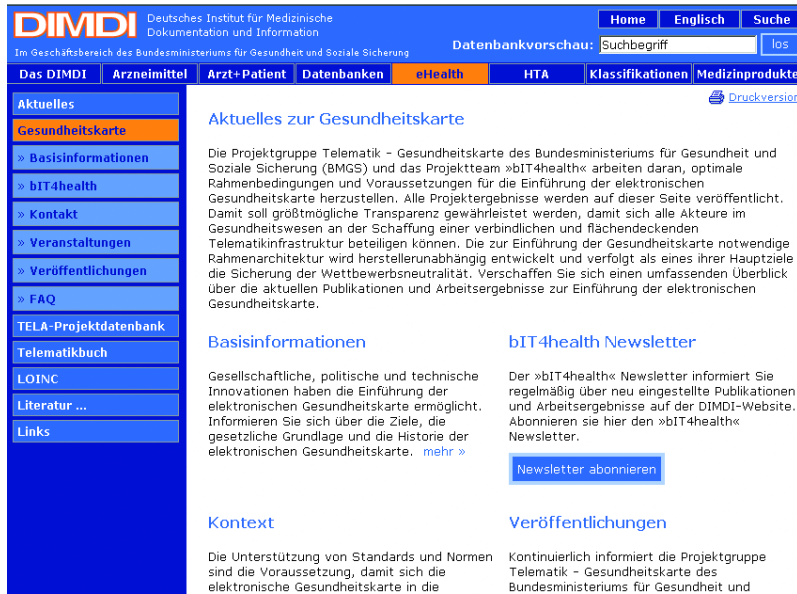 DIMDI
Deutsches Institut für Medizinische
Dokumentation und Information
Im Geschäftsbereich des Bundesministeriums für Gesundheit und Soziale Sicherung
Home Englisch Suche
Datenbankvorschau: Suchbegriff los
Das DIMDI Arzneimittel Arzt+Patient Datenbanken eHealth HTA Klassifikationen Medizinprodukte
Druckversion
Aktuelles
Gesundheitskarte
» Basisinformationen
» bIT4health
» Kontakt
» Veranstaltungen
» Veröffentlichungen
» FAQ
TELA-Projektdatenbank
Telematikbuch
LOINC
Literatur ...
Links
Aktuelles zur Gesundheitskarte
Die Projektgruppe Telematik – Gesundheitskarte des Bundesministeriums für Gesundheit und
Soziale Sicherung (BMGS) und das Projektteam »bIT4health« arbeiten daran, optimale
Rahmenbedingungen und Voraussetzungen für die Einführung der elektronischen
Gesundheitskarte herzustellen. Alle Projektergebnisse werden auf dieser Seite veröffentlicht.
Damit soll größtmögliche Transparenz gewährleistet werden, damit sich alle Akteure im
Gesundheitswesen an der Schaffung einer verbindlichen und flächendeckenden
Telematikinfrastruktur beteiligen können. Die zur Einführung der Gesundheitskarte notwendige
Rahmenarchitektur wird herstellerunabhängig entwickelt und verfolgt als eines ihrer Hauptziele
die Sicherung der Wettbewerbsneutralität. Verschaffen Sie sich einen umfassenden Überblick
über die aktuellen Publikationen und Arbeitsergebnisse zur Einführung der elektronischen
Gesundheitskarte.
Basisinformationen
Gesellschaftliche, politische und technische
Innovationen haben die Einführung der
elektronischen Gesundheitskarte ermöglicht.
Informieren Sie sich über die Ziele, die
gesetzliche Grundlage und die Historie der
elektronischen Gesundheitskarte. mehr »
bIT4health Newsletter
Der »bIT4health« Newsletter informiert Sie
regelmäßig über neu eingestellte Publikationen
und Arbeitsergebnisse auf der DIMDI-Website.
Abonnieren sie hier den »bIT4health«
Newsletter.
Newsletter abonnieren
Kontext
Die Unterstützung von Standards und Normen
sind die Voraussetzung, damit sich die
elektronische Gesundheitskarte in die
Veröffentlichungen
Kontinuierlich informiert die Projektgruppe
Telematik – Gesundheitskarte des
Bundesministeriums für Gesundheit und